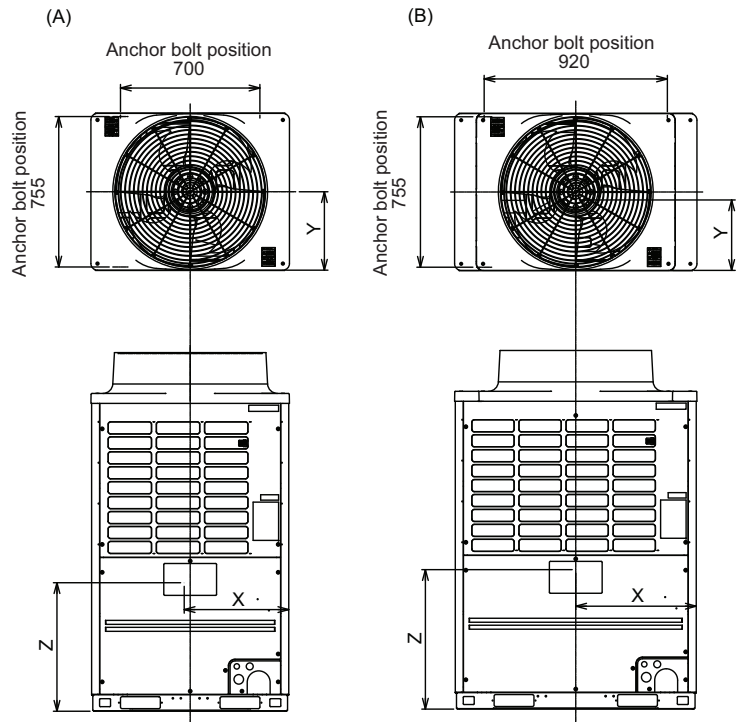 (A)
Anchor bolt position
700
Anchor bolt position
755
Y
X
Z
(B)
Anchor bolt position
920
Anchor bolt position
755
Y
X
Z